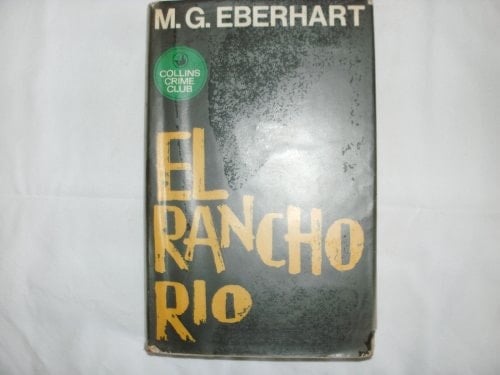 M. G. EBERHART
COLLINS
CRIME
CLUB
EL
RANCHO
RIO